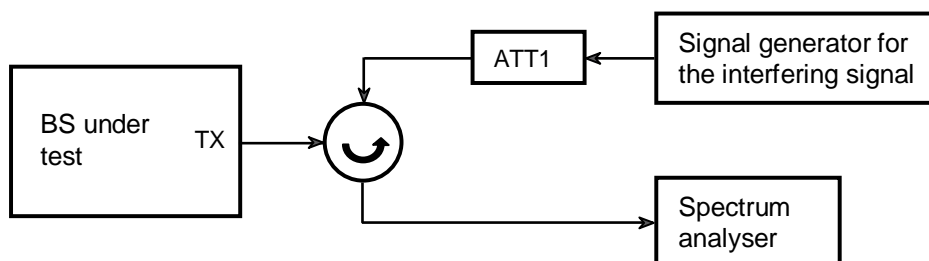 BS under
test
TX
ATT1
Signal generator for
the interfering signal
Spectrum
analyser